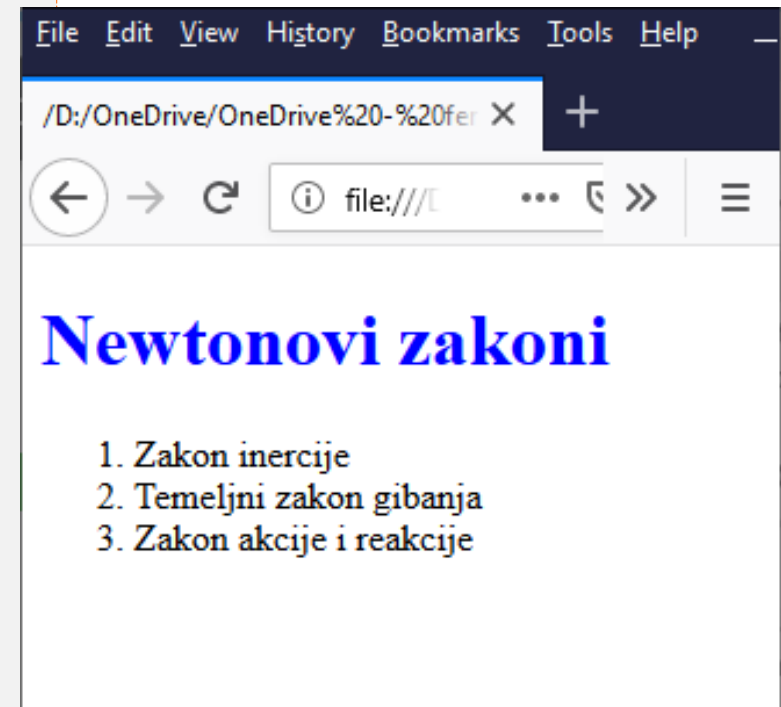 File Edit View History Bookmarks Tools Help
/D:/OneDrive/OneDrive%20-%20fer
file:///D
Newtonovi zakoni
1. Zakon inercije
2. Temeljni zakon gibanja
3. Zakon akcije i reakcije